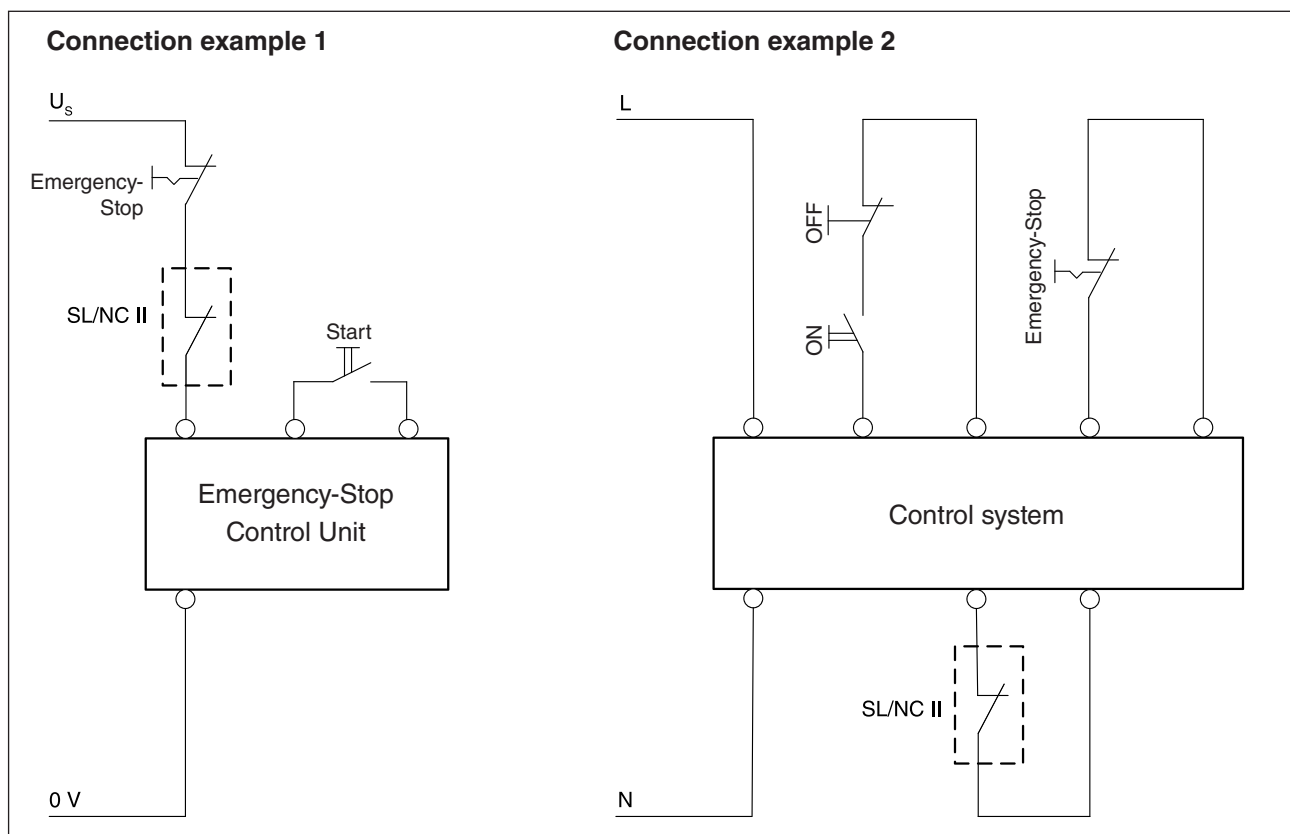 Connection example 1
U_S
Emergency-
Stop
SL/NC II
Start
Emergency-Stop
Control Unit
0 V
Connection example 2
L
OFF
ON
Emergency-Stop
Control system
SL/NC II
N